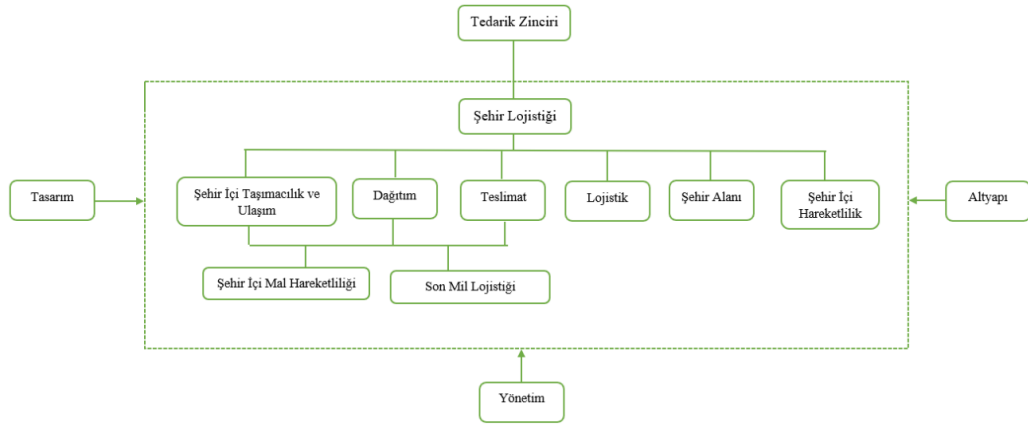 Tedarik Zinciri
Şehir Lojistiği
Şehir İçi Taşımacılık ve
Ulaşım
Dağıtım
Teslimat
Lojistik
Şehir Alanı
Şehir İçi
Hareketlilik
Tasarım
Altyapı
Şehir İçi Mal Hareketliliği
Son Mil Lojistiği
Yönetim